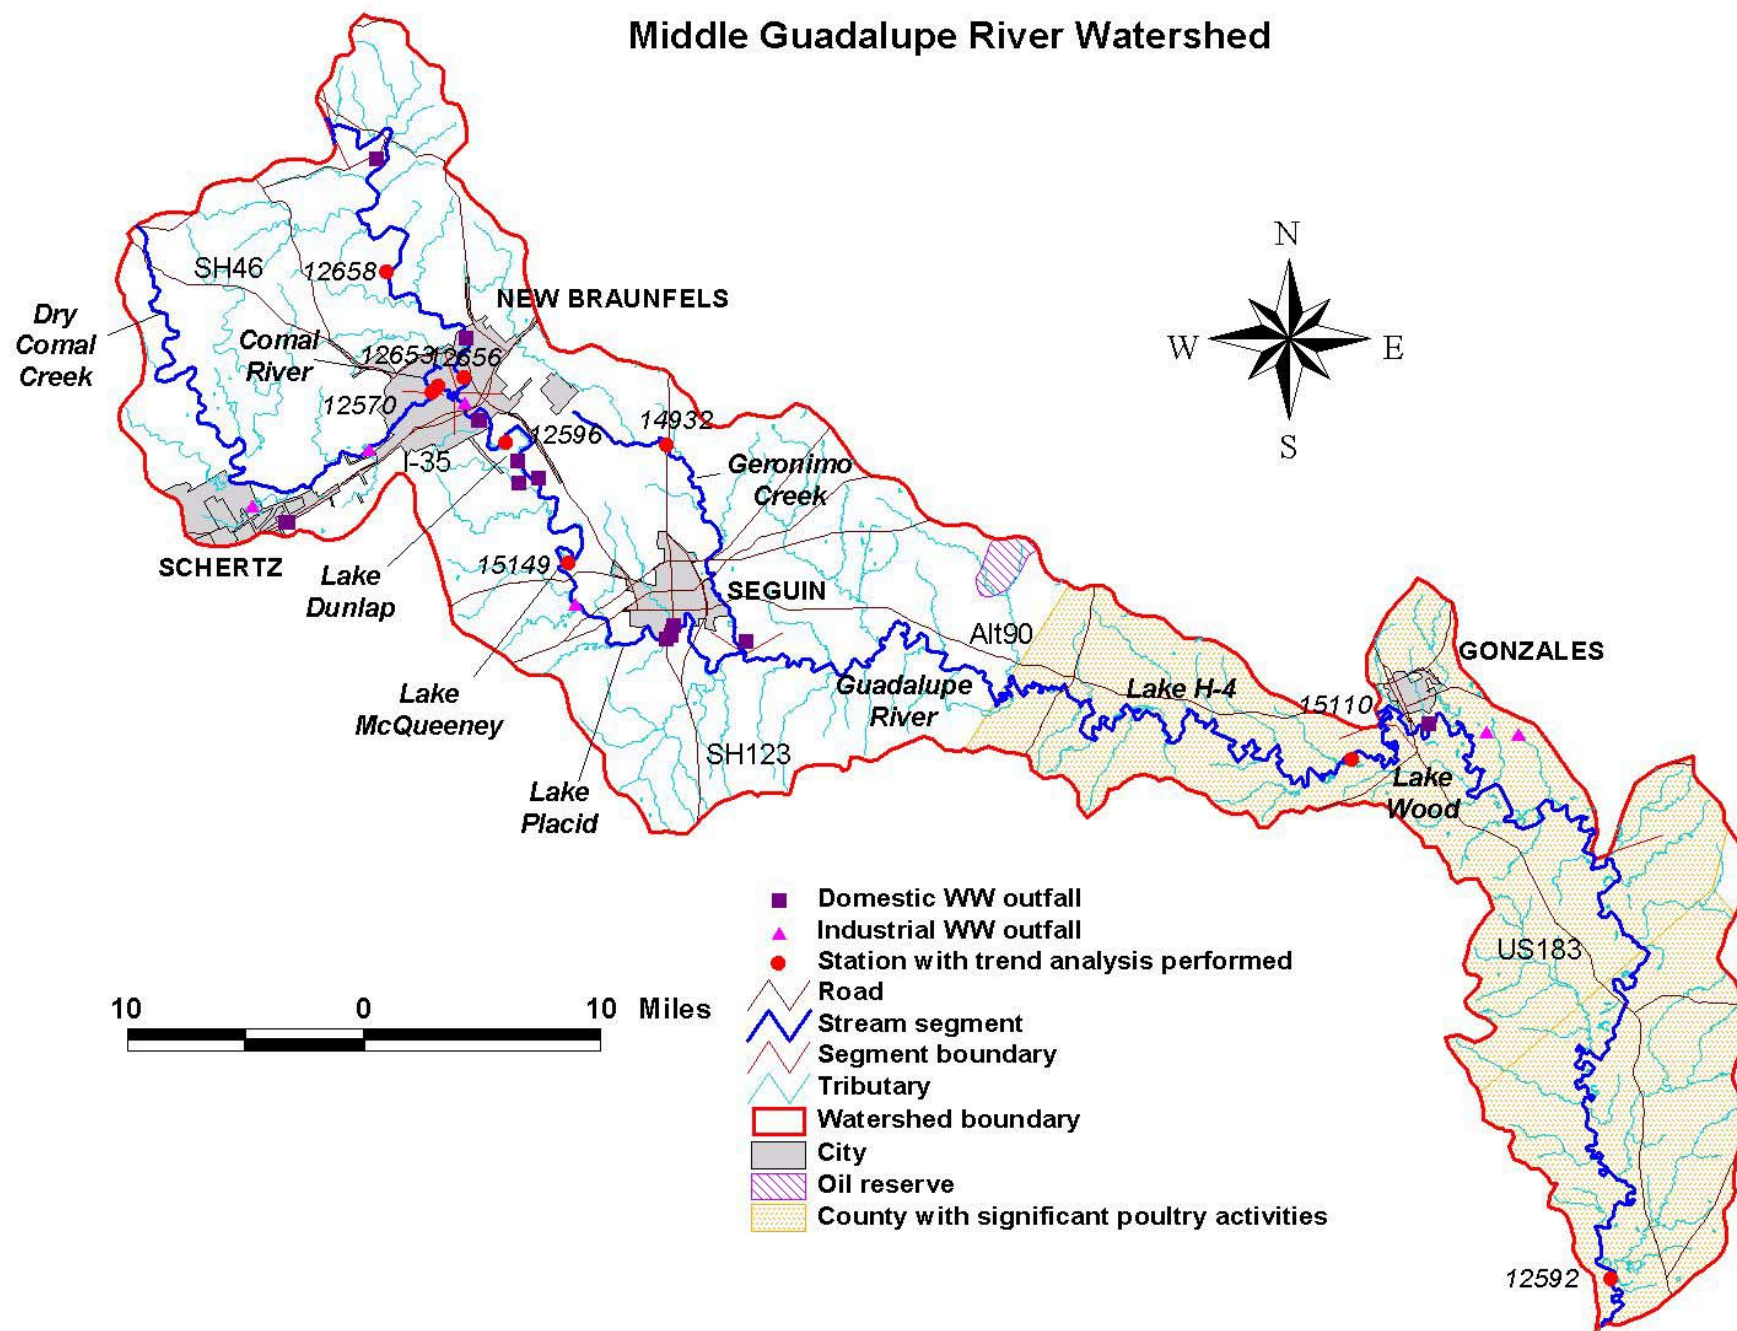 Middle Guadalupe River Watershed
N
W
E
S
SH46
12658
NEW BRAUNFELS
Dry
Comal
Creek
Comal
River
12653
12656
12570
14932
12596
I-35
Geronimo
Creek
SCHERTZ
Lake
Dunlap
15149
SEGUIN
Alt90
GONZALES
Lake
McQueeney
Guadalupe
River
Lake H-4
15110
SH123
Lake
Placid
Lake
Wood
US183
12592
10
0
10
Miles
Domestic WW outfall
Industrial WW outfall
Station with trend analysis performed
Road
Stream segment
Segment boundary
Tributary
Watershed boundary
City
Oil reserve
County with significant poultry activities